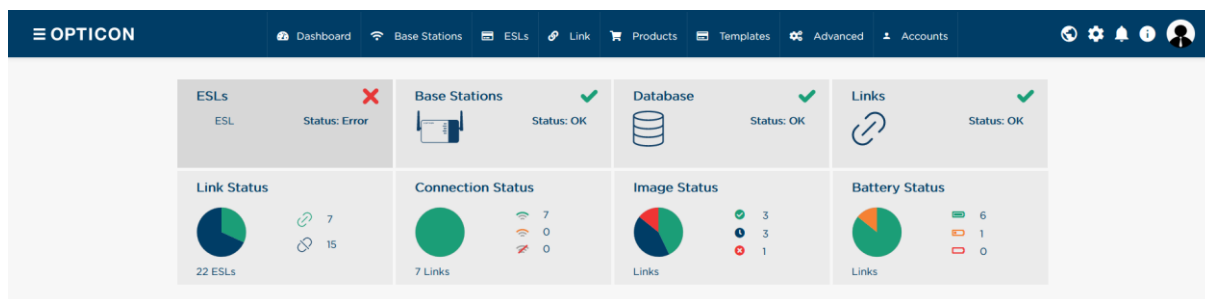 OPTICON Dashboard Base Stations ESLs Link Products Templates Advanced Accounts
ESLs
ESL Status: Error
Base Stations
Status: OK
Database
Status: OK
Links
Status: OK
Link Status
7
15
22 ESLs
Connection Status
7
0
0
7 Links
Image Status
3
3
1
Links
Battery Status
6
1
0
Links